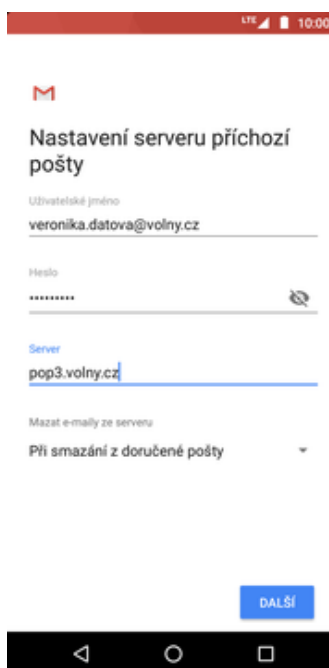 LTE 10:00
Nastavení serveru příchozí
pošty
Uživatelské jméno
veronika.datova@volny.cz
Heslo
•••••••••
Server
pop3.volny.cz
Mazat e-maily ze serveru
Při smazání z doručené pošty
DALŠÍ